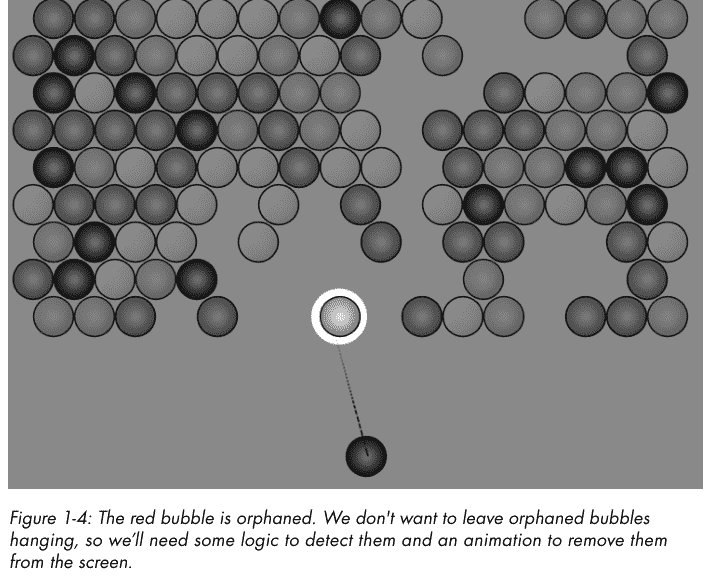 Figure 1-4: The red bubble is orphaned. We don't want to leave orphaned bubbles
hanging, so we’ll need some logic to detect them and an animation to remove them
from the screen.